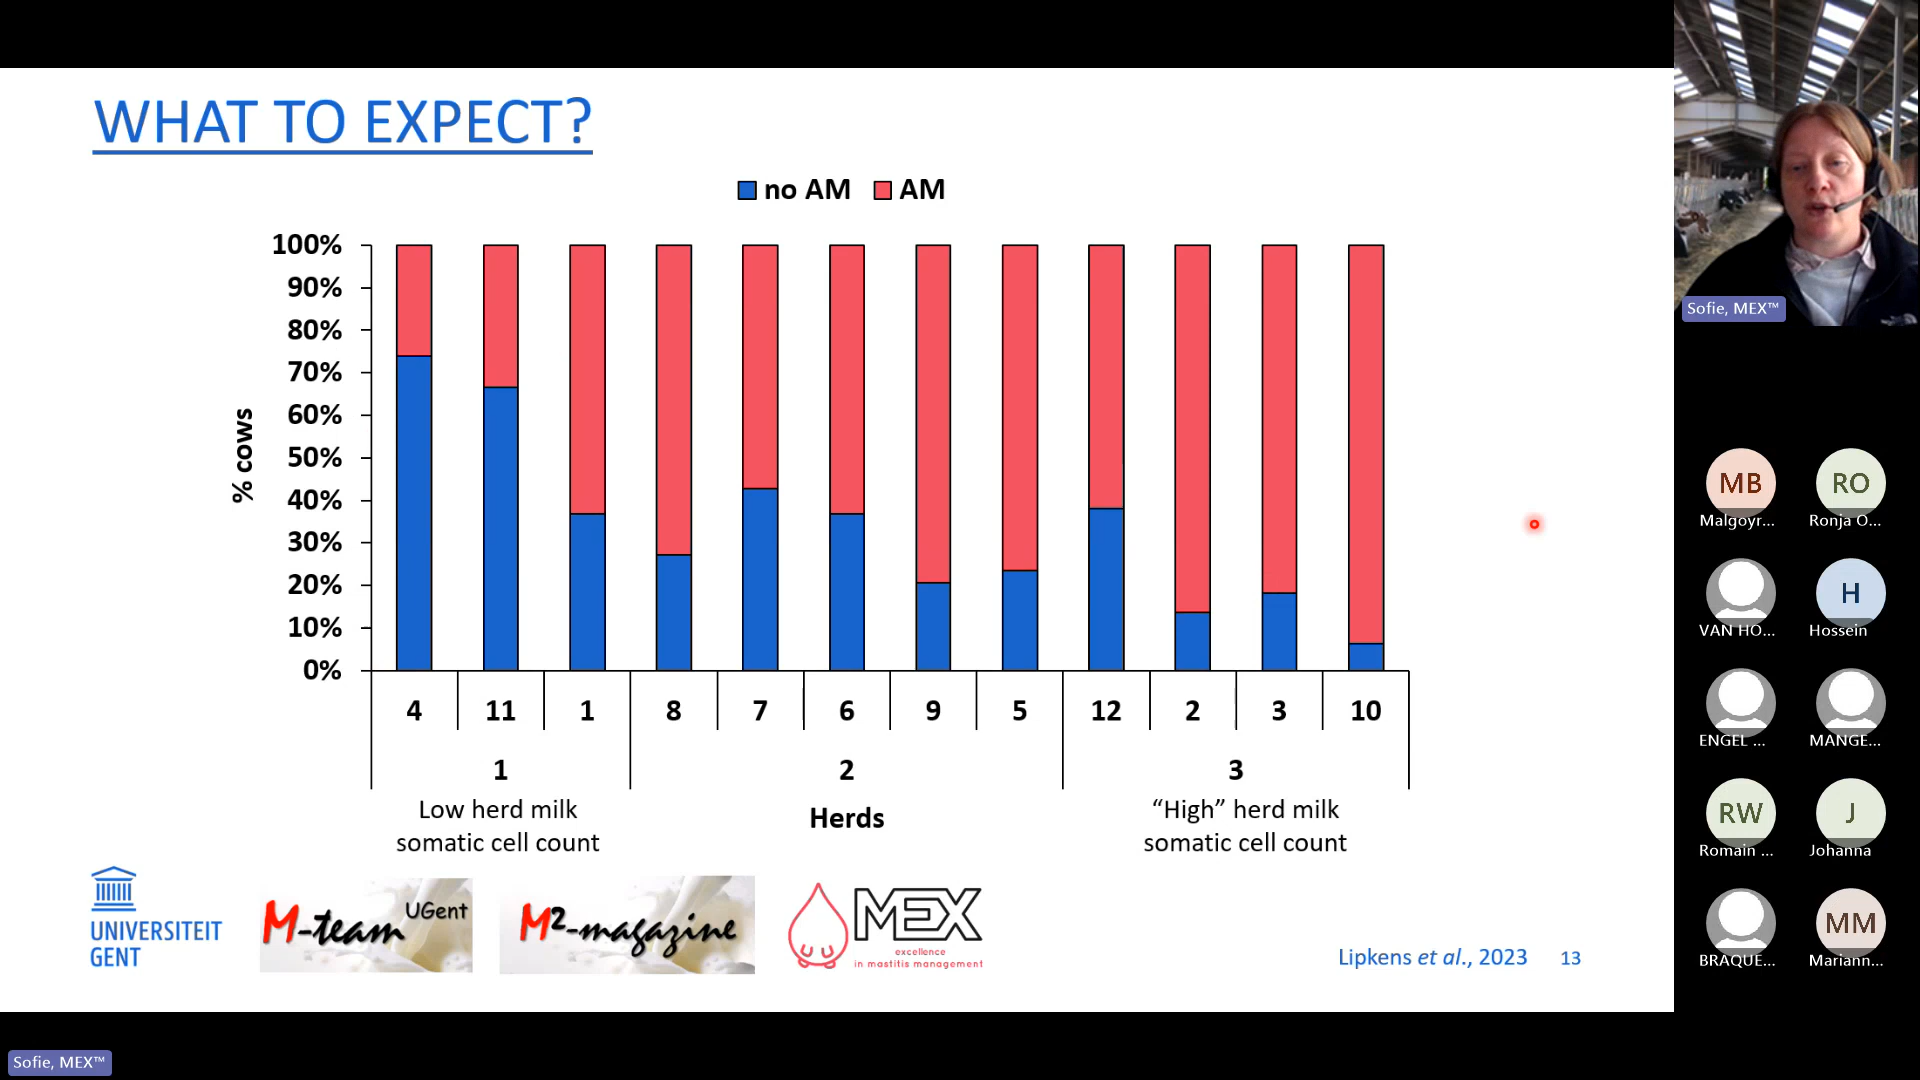 WHAT TO EXPECT?
no AM AM
100%
90%
80%
70%
60%
50%
40%
30%
20%
10%
0%
% cows
4 11 1 8 7 6 9 5 12 2 3 10
1 2 3
Low herd milk
somatic cell count
Herds
“High” herd milk
somatic cell count
UNIVERSITEIT
GENT
M-team UGent
M²-magazine
MEX
excellence
in mastitis management
Lipkens et al., 2023 13
Sofie, MEX™
MB RO
Malgoyr... Ronja O...
H
VAN HO... Hossein
ENGEL ... MANGE...
RW J
Romain ... Johanna
MM
BRAQUE... Mariann...
Sofie, MEX™